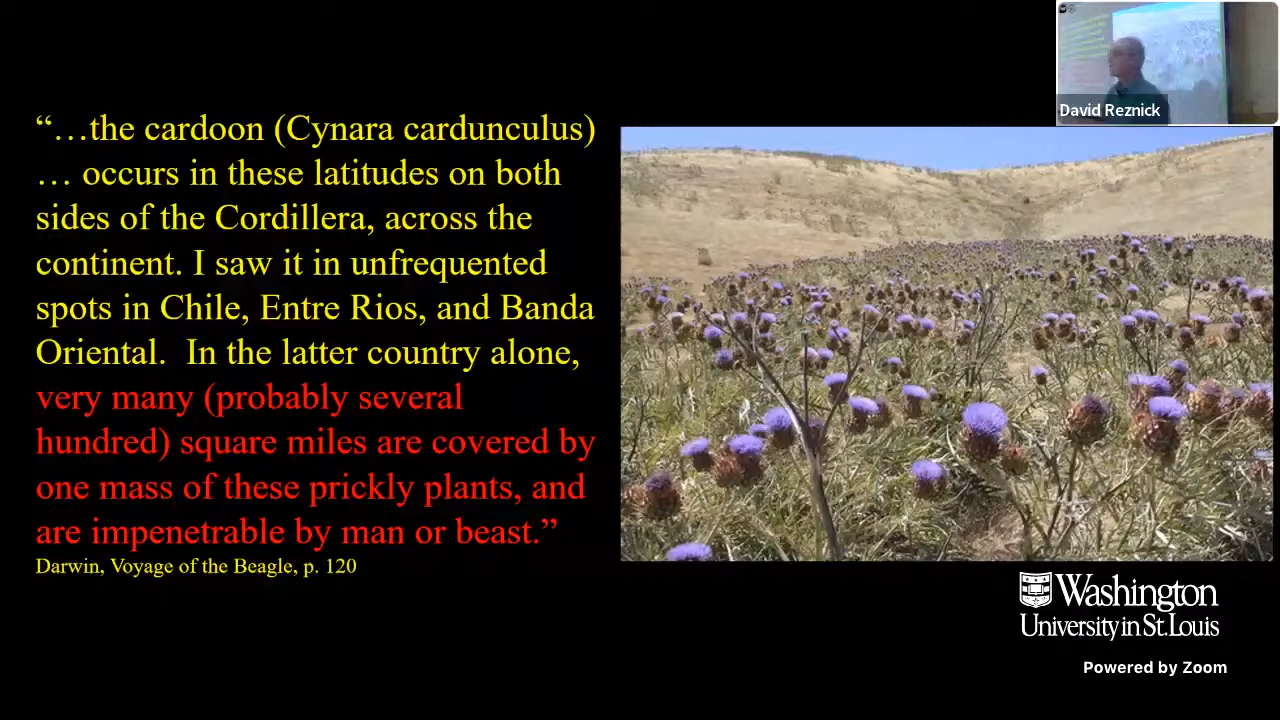 “…the cardoon (Cynara cardunculus)
… occurs in these latitudes on both
sides of the Cordillera, across the
continent. I saw it in unfrequented
spots in Chile, Entre Rios, and Banda
Oriental.  In the latter country alone,
very many (probably several
hundred) square miles are covered by
one mass of these prickly plants, and
are impenetrable by man or beast.”
Darwin, Voyage of the Beagle, p. 120
David Reznick
Washington
University in St. Louis
Powered by Zoom